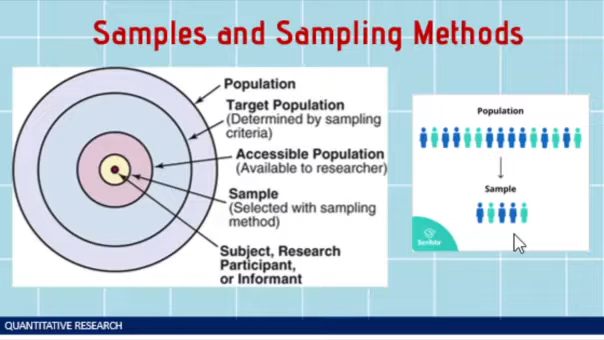 Samples and Sampling Methods
Population
Target Population
(Determined by sampling
criteria)
Accessible Population
(Available to researcher)
Sample
(Selected with sampling
method)
Subject, Research
Participant,
or Informant
Population
Sample
Scribbr
QUANTITATIVE RESEARCH